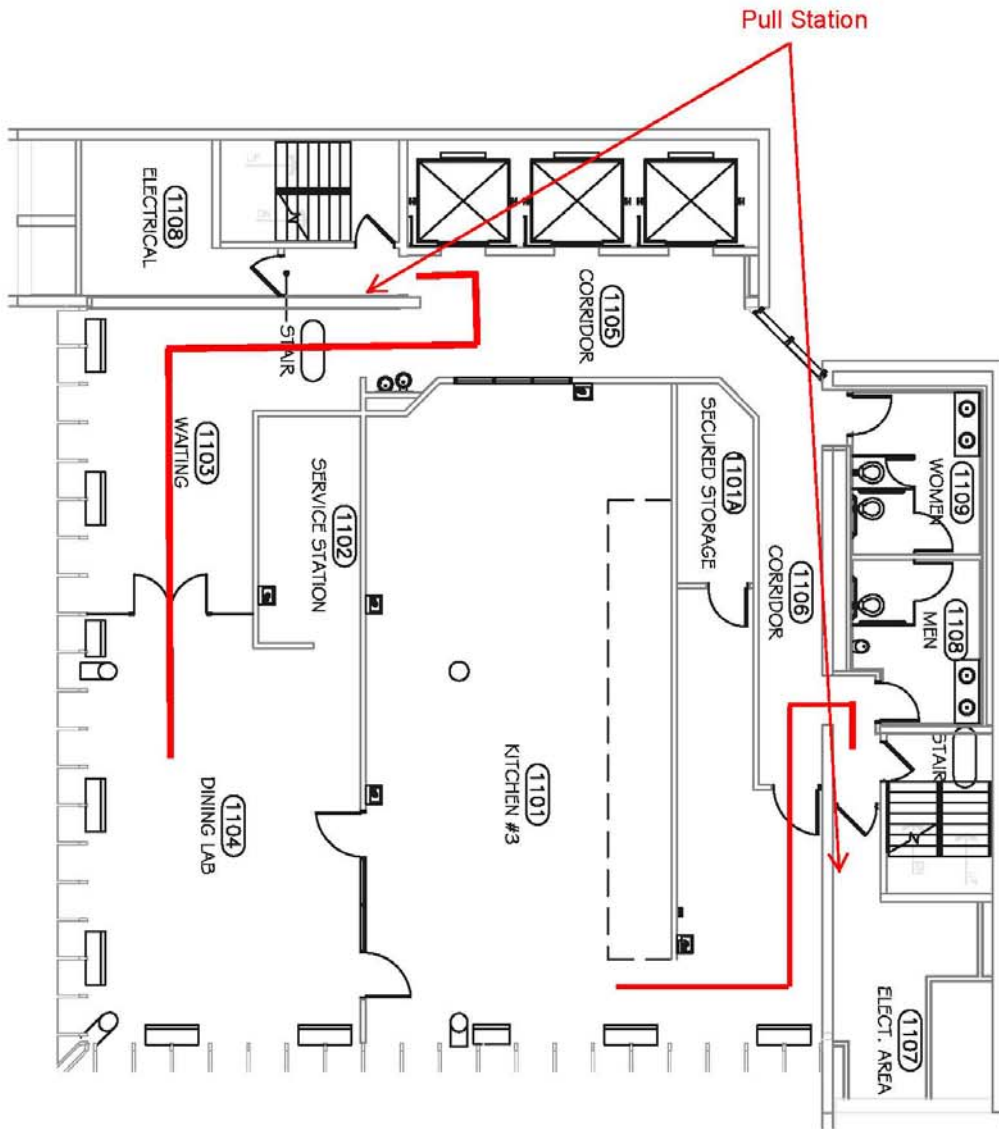 Pull Station
1108
ELECTRICAL
STAIR
1105
CORRIDOR
1103
WAITING
1102
SERVICE STATION
1101A
SECURED STORAGE
1109
WOMEN
1106
CORRIDOR
1108
MEN
STAIR
1104
DINING LAB
1101
KITCHEN #3
1107
ELECT. AREA